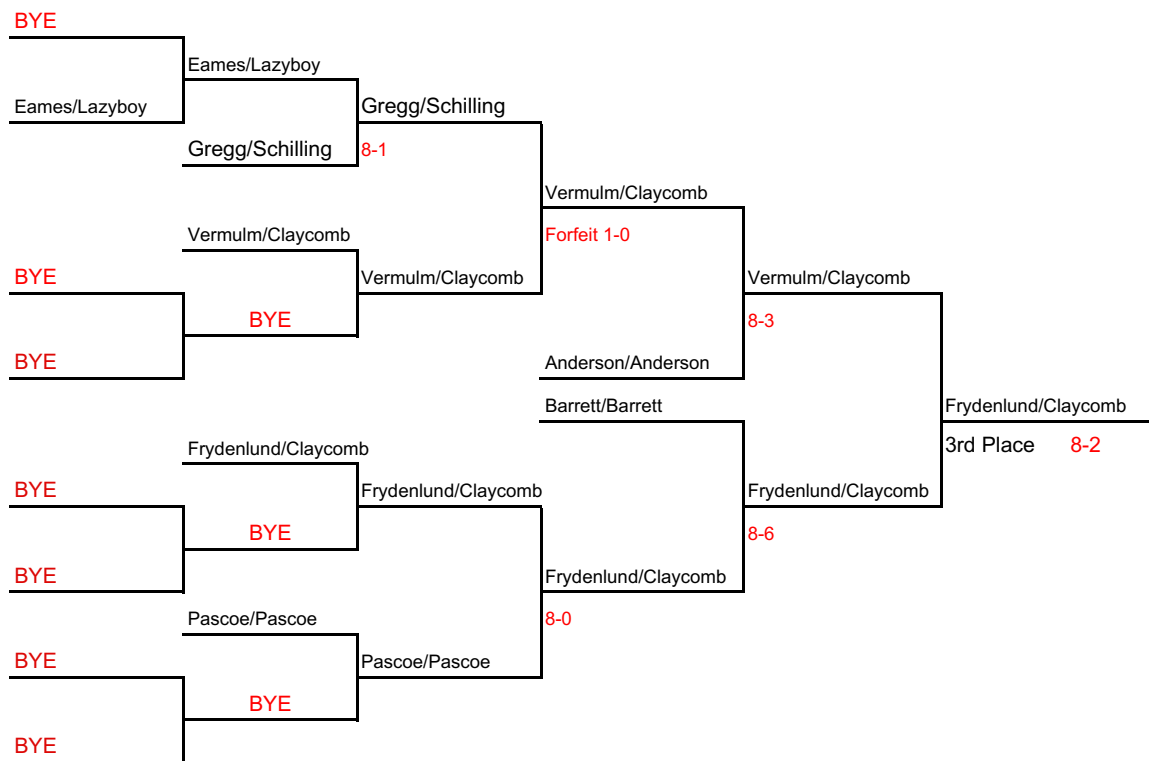 BYE
Eames/Lazyboy
Eames/Lazyboy
Gregg/Schilling
Gregg/Schilling
8-1
Vermulm/Claycomb
Vermulm/Claycomb
Forfeit 1-0
BYE
Vermulm/Claycomb
Vermulm/Claycomb
BYE
8-3
BYE
Anderson/Anderson
Barrett/Barrett
Frydenlund/Claycomb
3rd Place 8-2
Frydenlund/Claycomb
BYE
Frydenlund/Claycomb
Frydenlund/Claycomb
BYE
8-6
BYE
Frydenlund/Claycomb
Pascoe/Pascoe
8-0
BYE
Pascoe/Pascoe
BYE
BYE